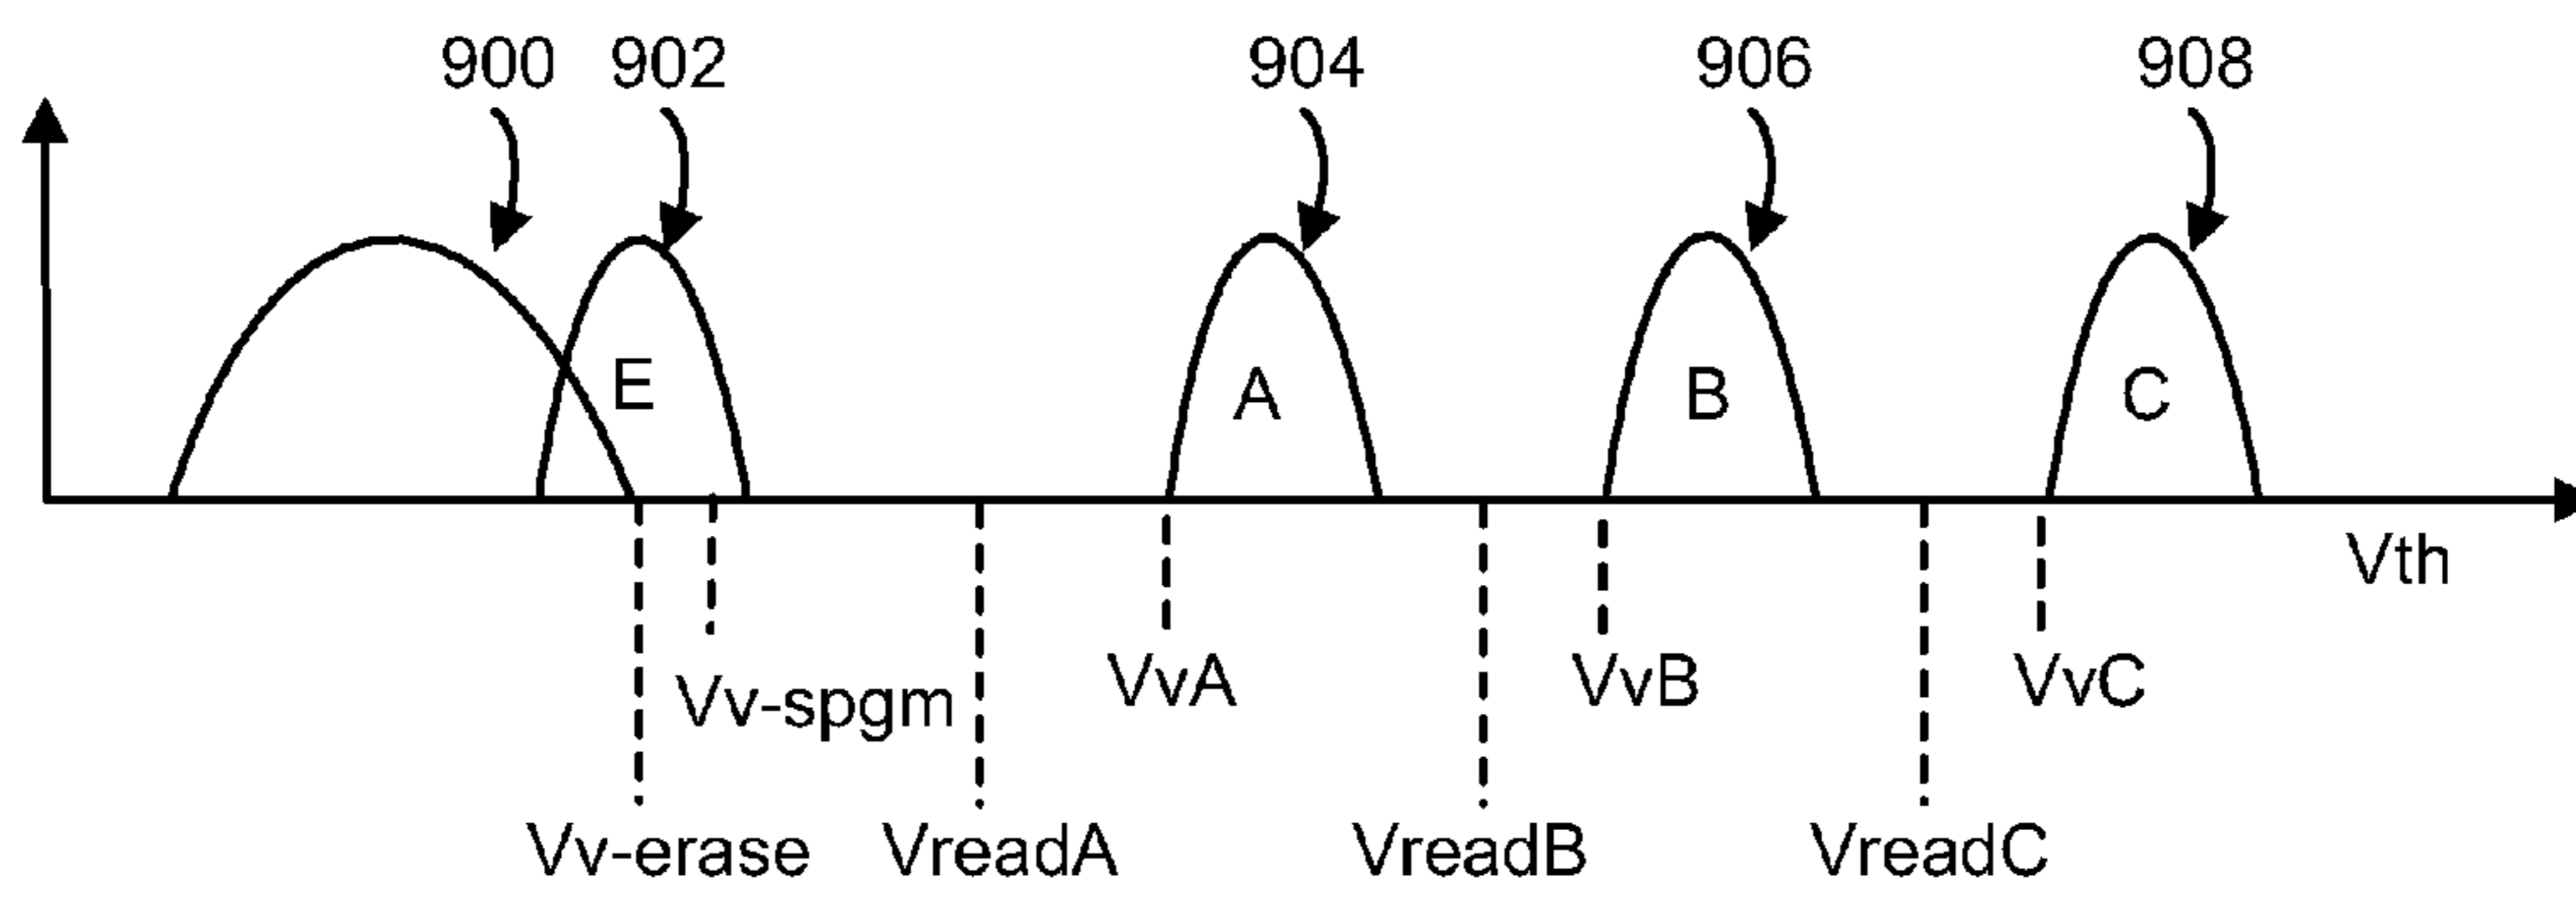 900 902 904 906 908
E A B C
Vth
Vv-spgm VvA VvB VvC
Vv-erase VreadA VreadB VreadC